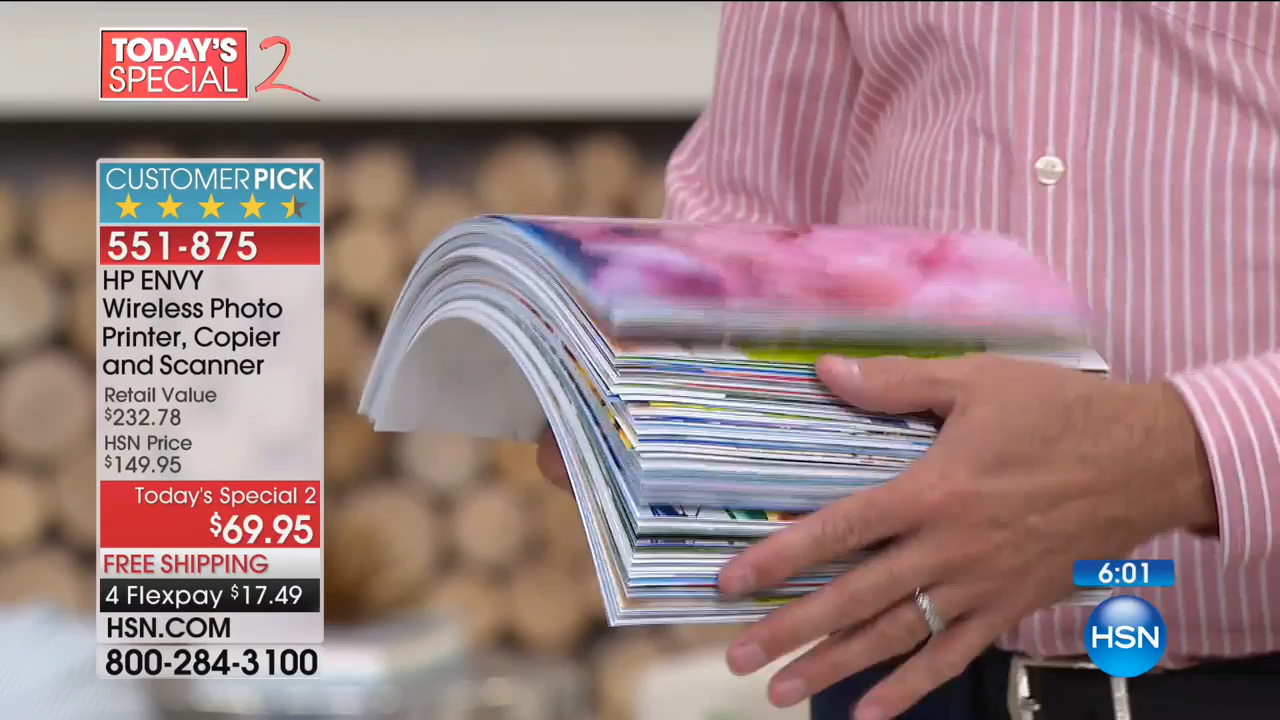 TODAY'S
SPECIAL 2
CUSTOMER PICK
551-875
HP ENVY
Wireless Photo
Printer, Copier
and Scanner
Retail Value
$232.78
HSN Price
$149.95
Today's Special 2
$69.95
FREE SHIPPING
4 Flexpay $17.49
HSN.COM
800-284-3100
6:01
HSN